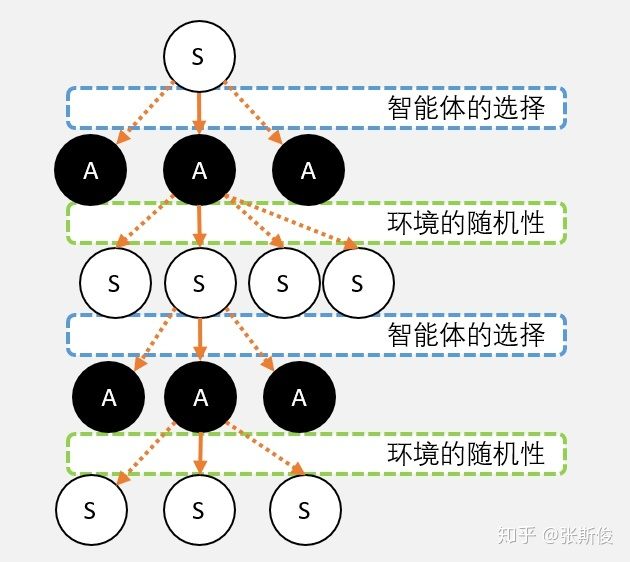 S
智能体的选择
A A A
环境的随机性
S S S S
智能体的选择
A A A
环境的随机性
S S S
知乎 @张斯俊